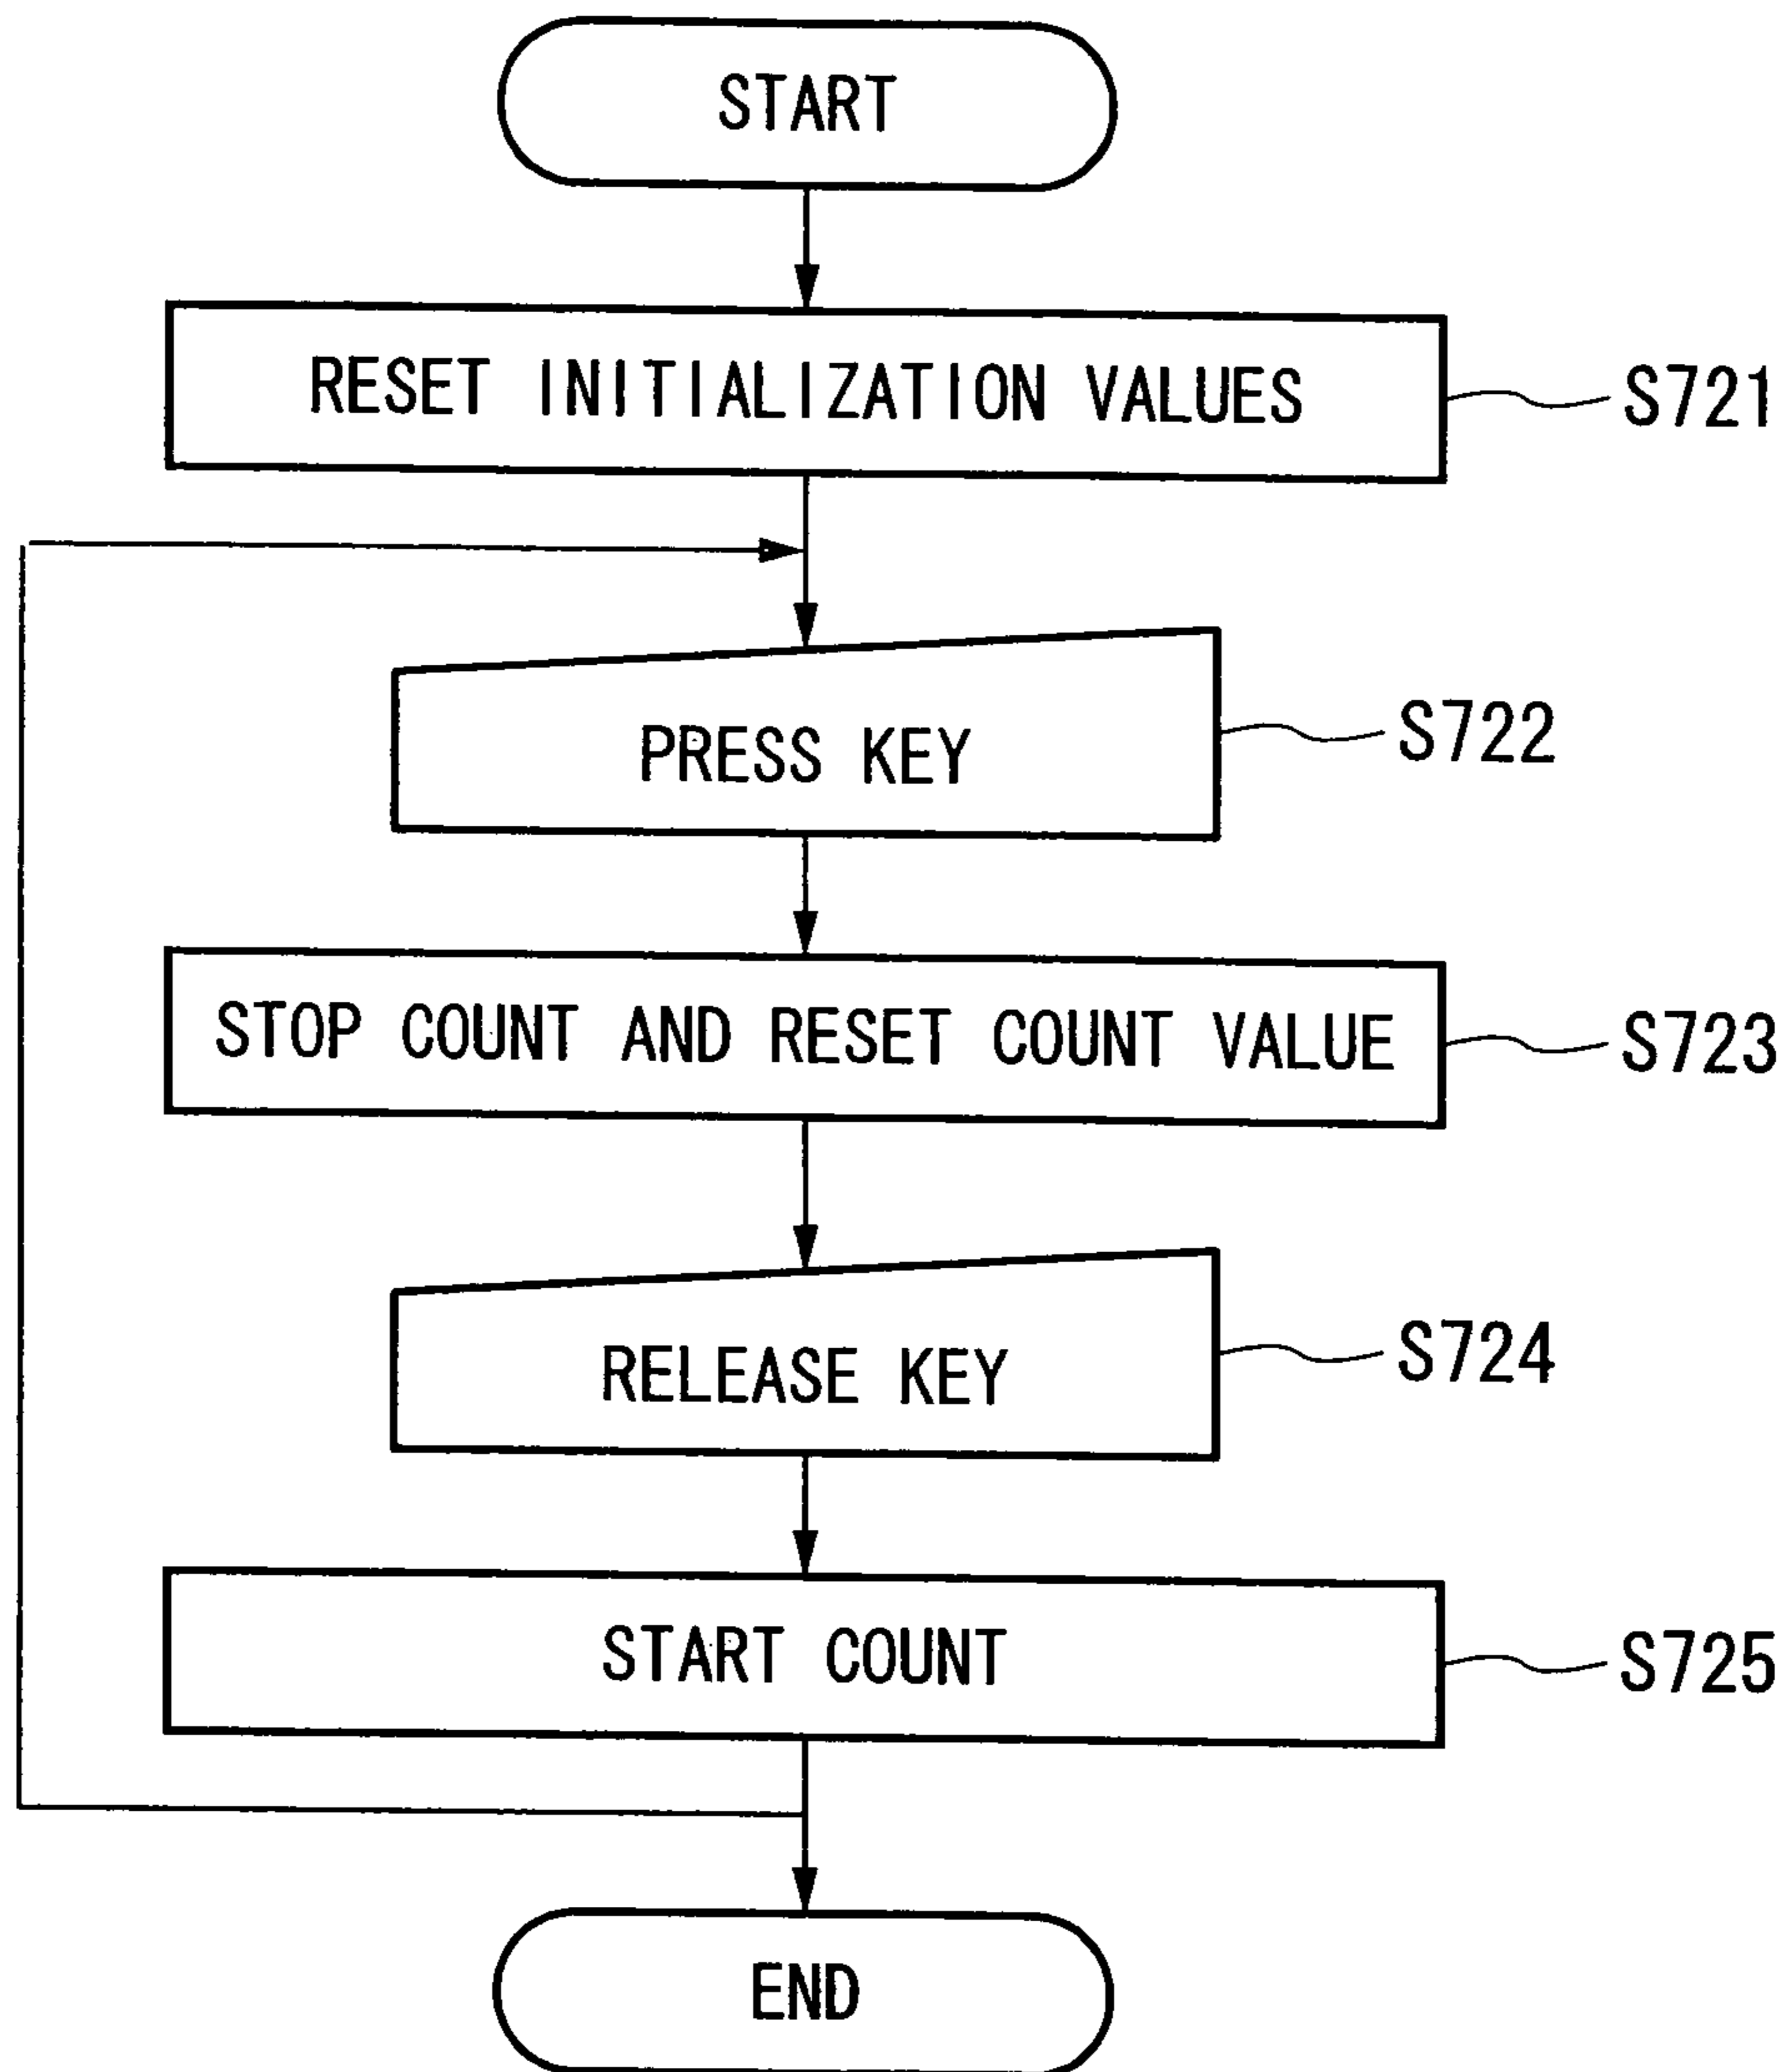 START
RESET INITIALIZATION VALUES
S721
PRESS KEY
S722
STOP COUNT AND RESET COUNT VALUE
S723
RELEASE KEY
S724
START COUNT
S725
END